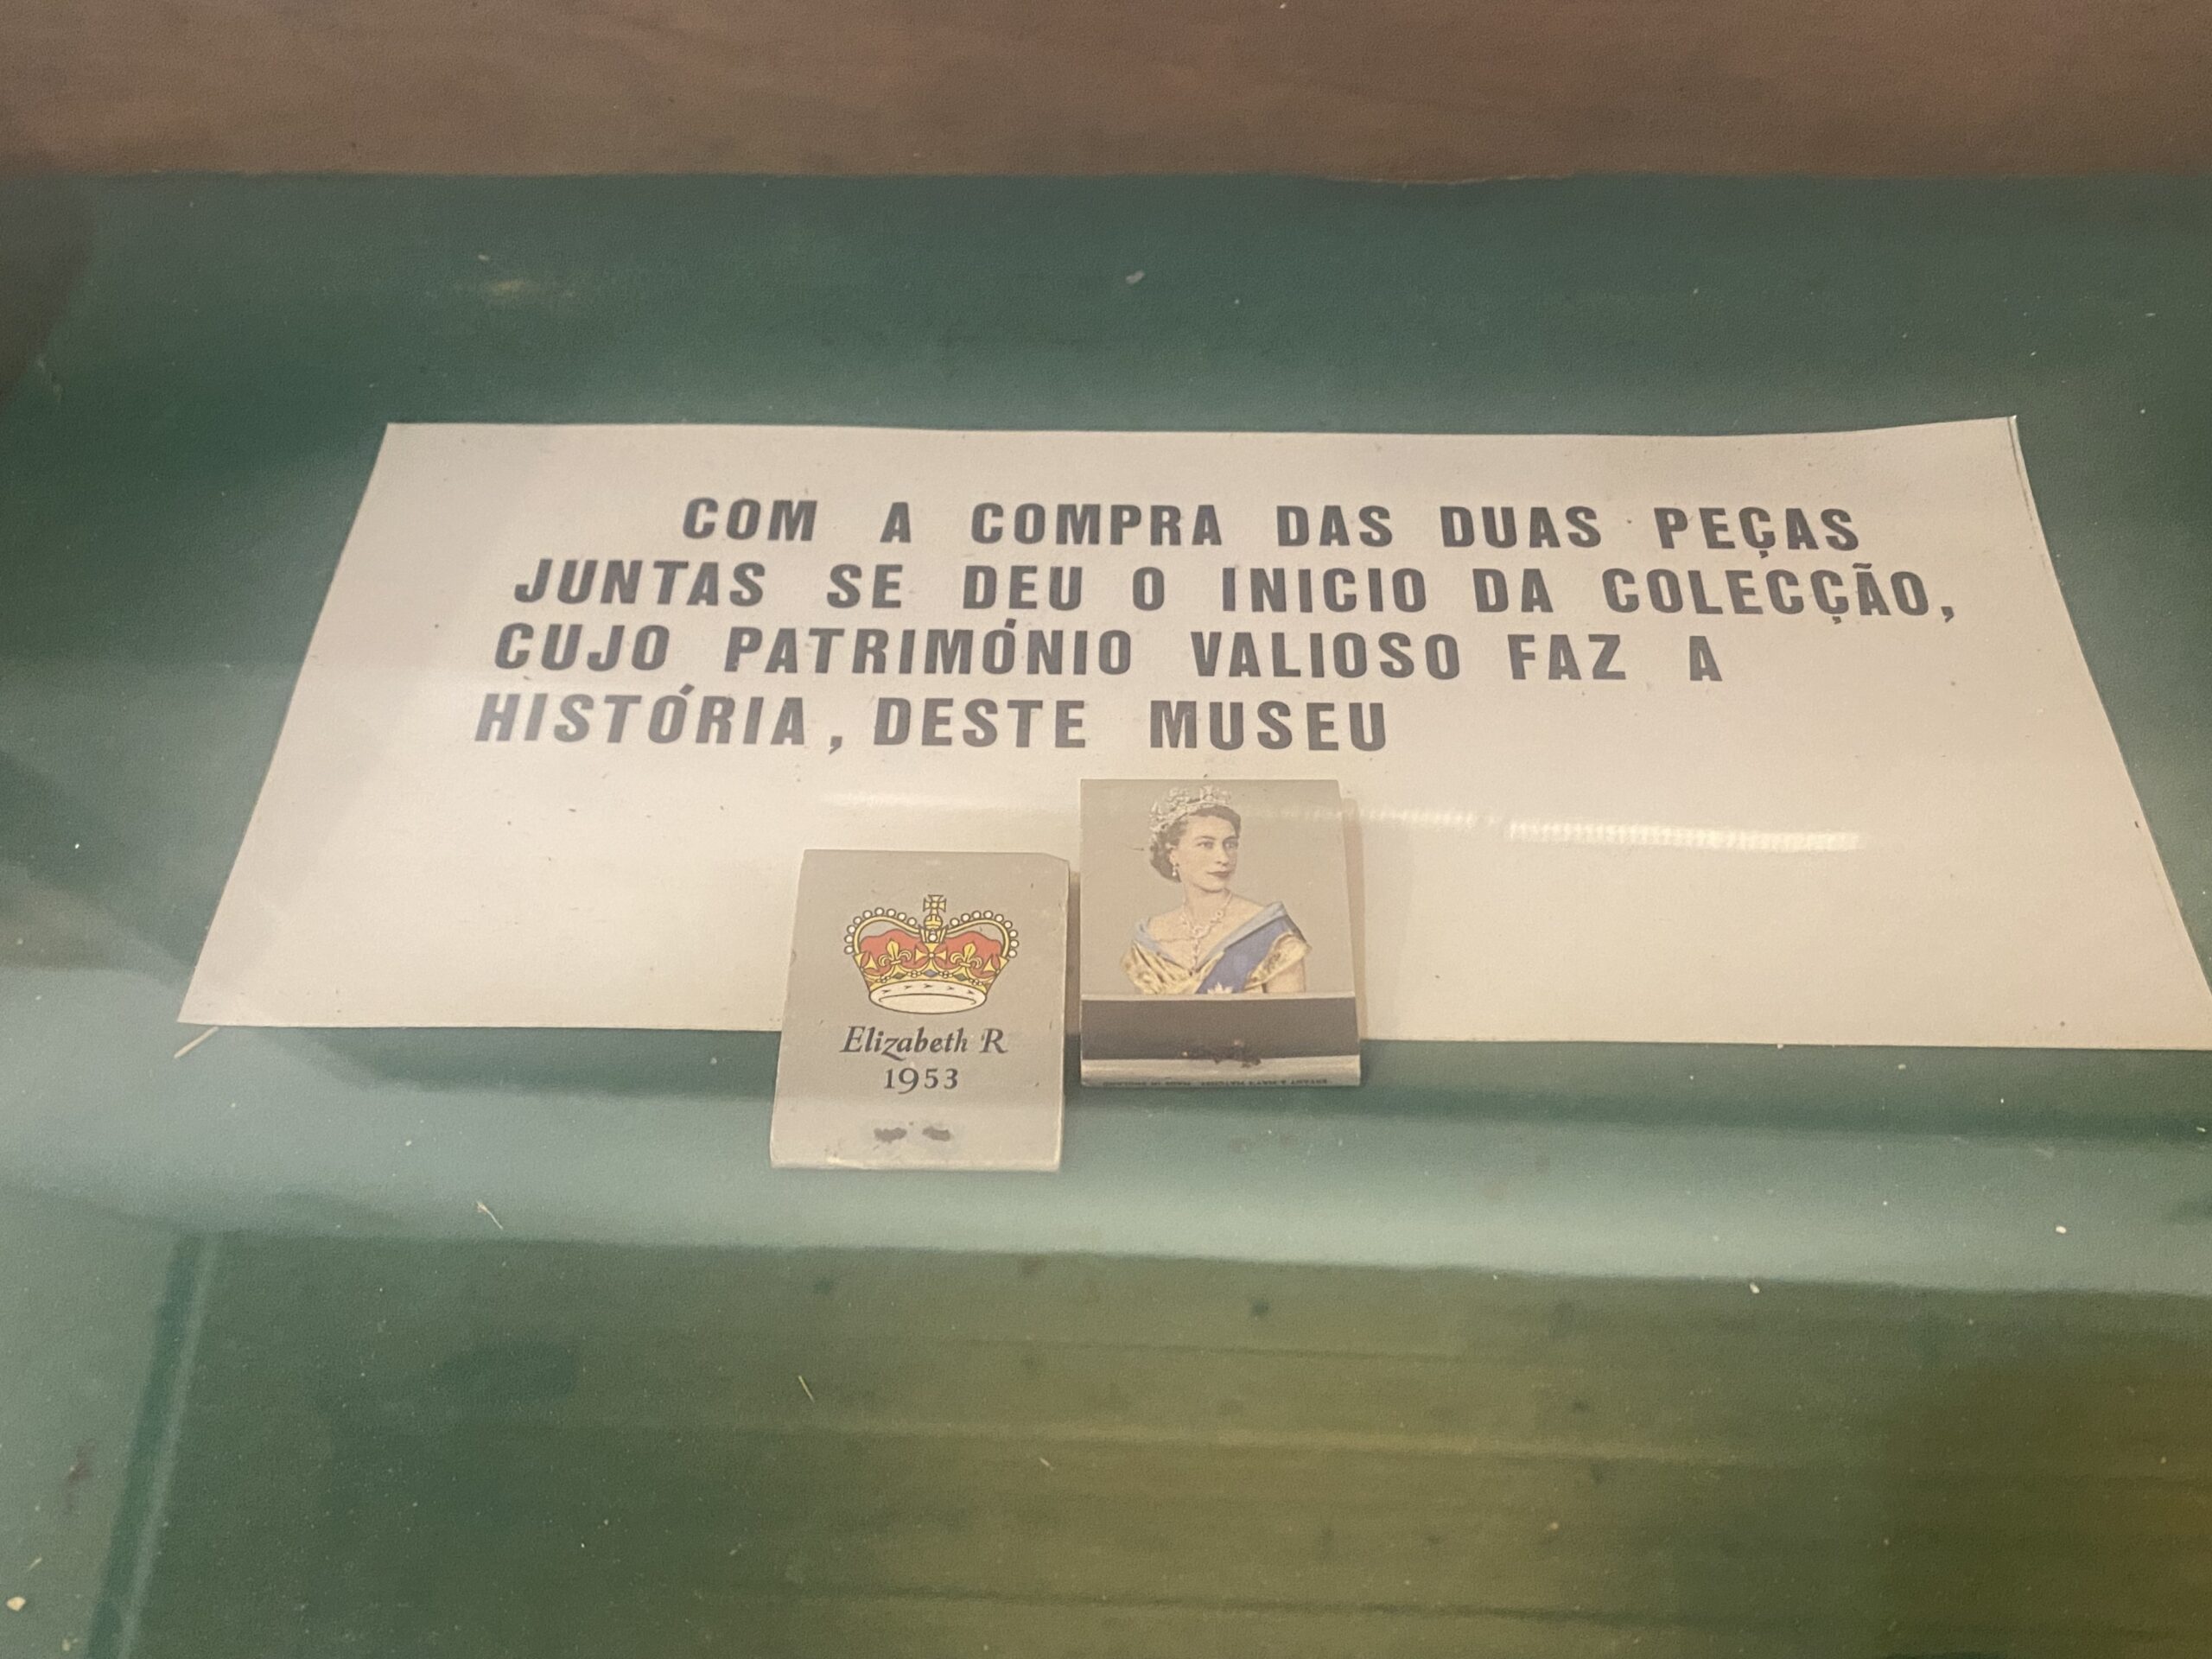 COM A COMPRA DAS DUAS PEÇAS
JUNTAS SE DEU O INICIO DA COLECÇÃO,
CUJO PATRIMÓNIO VALIOSO FAZ A
HISTÓRIA, DESTE MUSEU
Elizabeth R
1953